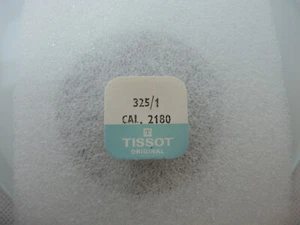 325/1
CAL. 2180
T
TISSOT
ORIGINAL